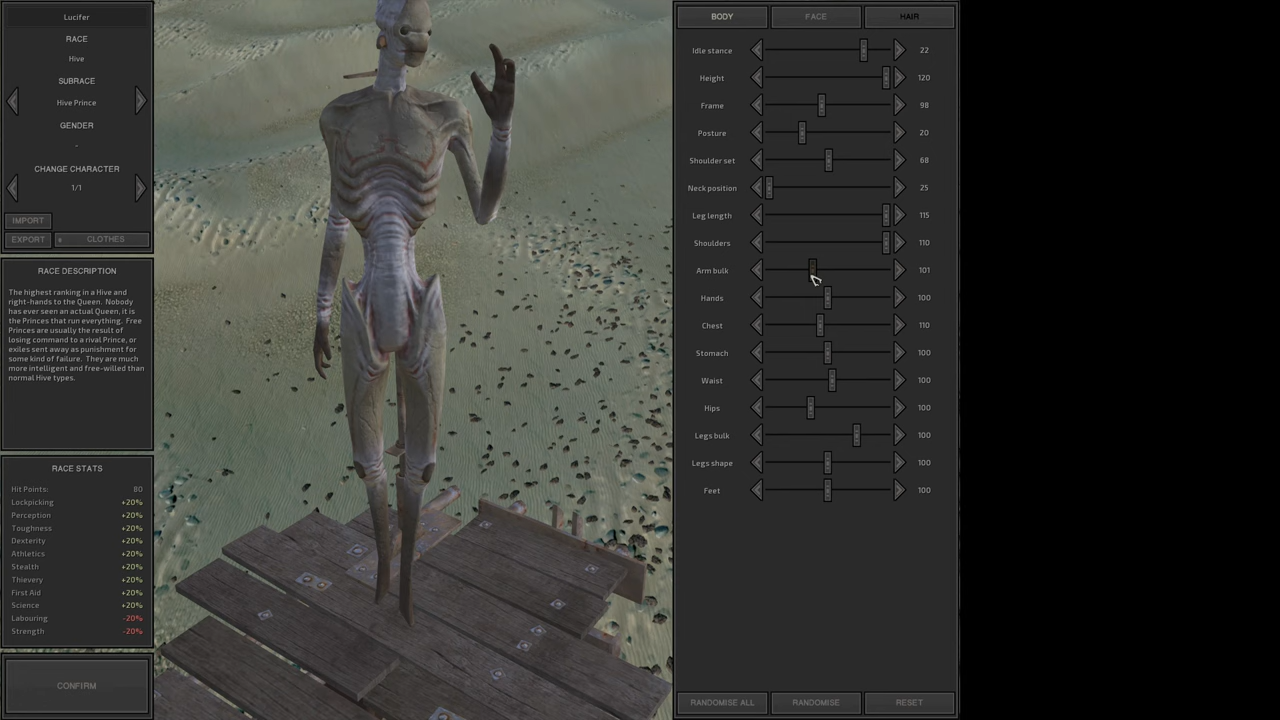 Lucifer
RACE
Hive
SUBRACE
Hive Prince
GENDER
-
CHANGE CHARACTER
1/1
IMPORT
EXPORT
CLOTHES
RACE DESCRIPTION
The highest ranking in a Hive and
right-hands to the Queen. Nobody
has ever seen an actual Queen, it is
the Princes that run everything. Free
Princes are usually the result of
losing command to a rival Prince, or
exiles sent away as punishment for
some kind of failure. They are much
more intelligent and free-willed than
normal Hive types.
RACE STATS
Hit Points: 80
Lockpicking +20%
Perception +20%
Toughness +20%
Dexterity +20%
Athletics +20%
Stealth +20%
Thievery +20%
First Aid +20%
Science +20%
Labouring -20%
Strength -20%
CONFIRM
BODY FACE HAIR
Idle stance 22
Height 120
Frame 98
Posture 20
Shoulder set 68
Neck position 25
Leg length 115
Shoulders 110
Arm bulk 101
Hands 100
Chest 110
Stomach 100
Waist 100
Hips 100
Legs bulk 100
Legs shape 100
Feet 100
RANDOMISE ALL RANDOMISE RESET